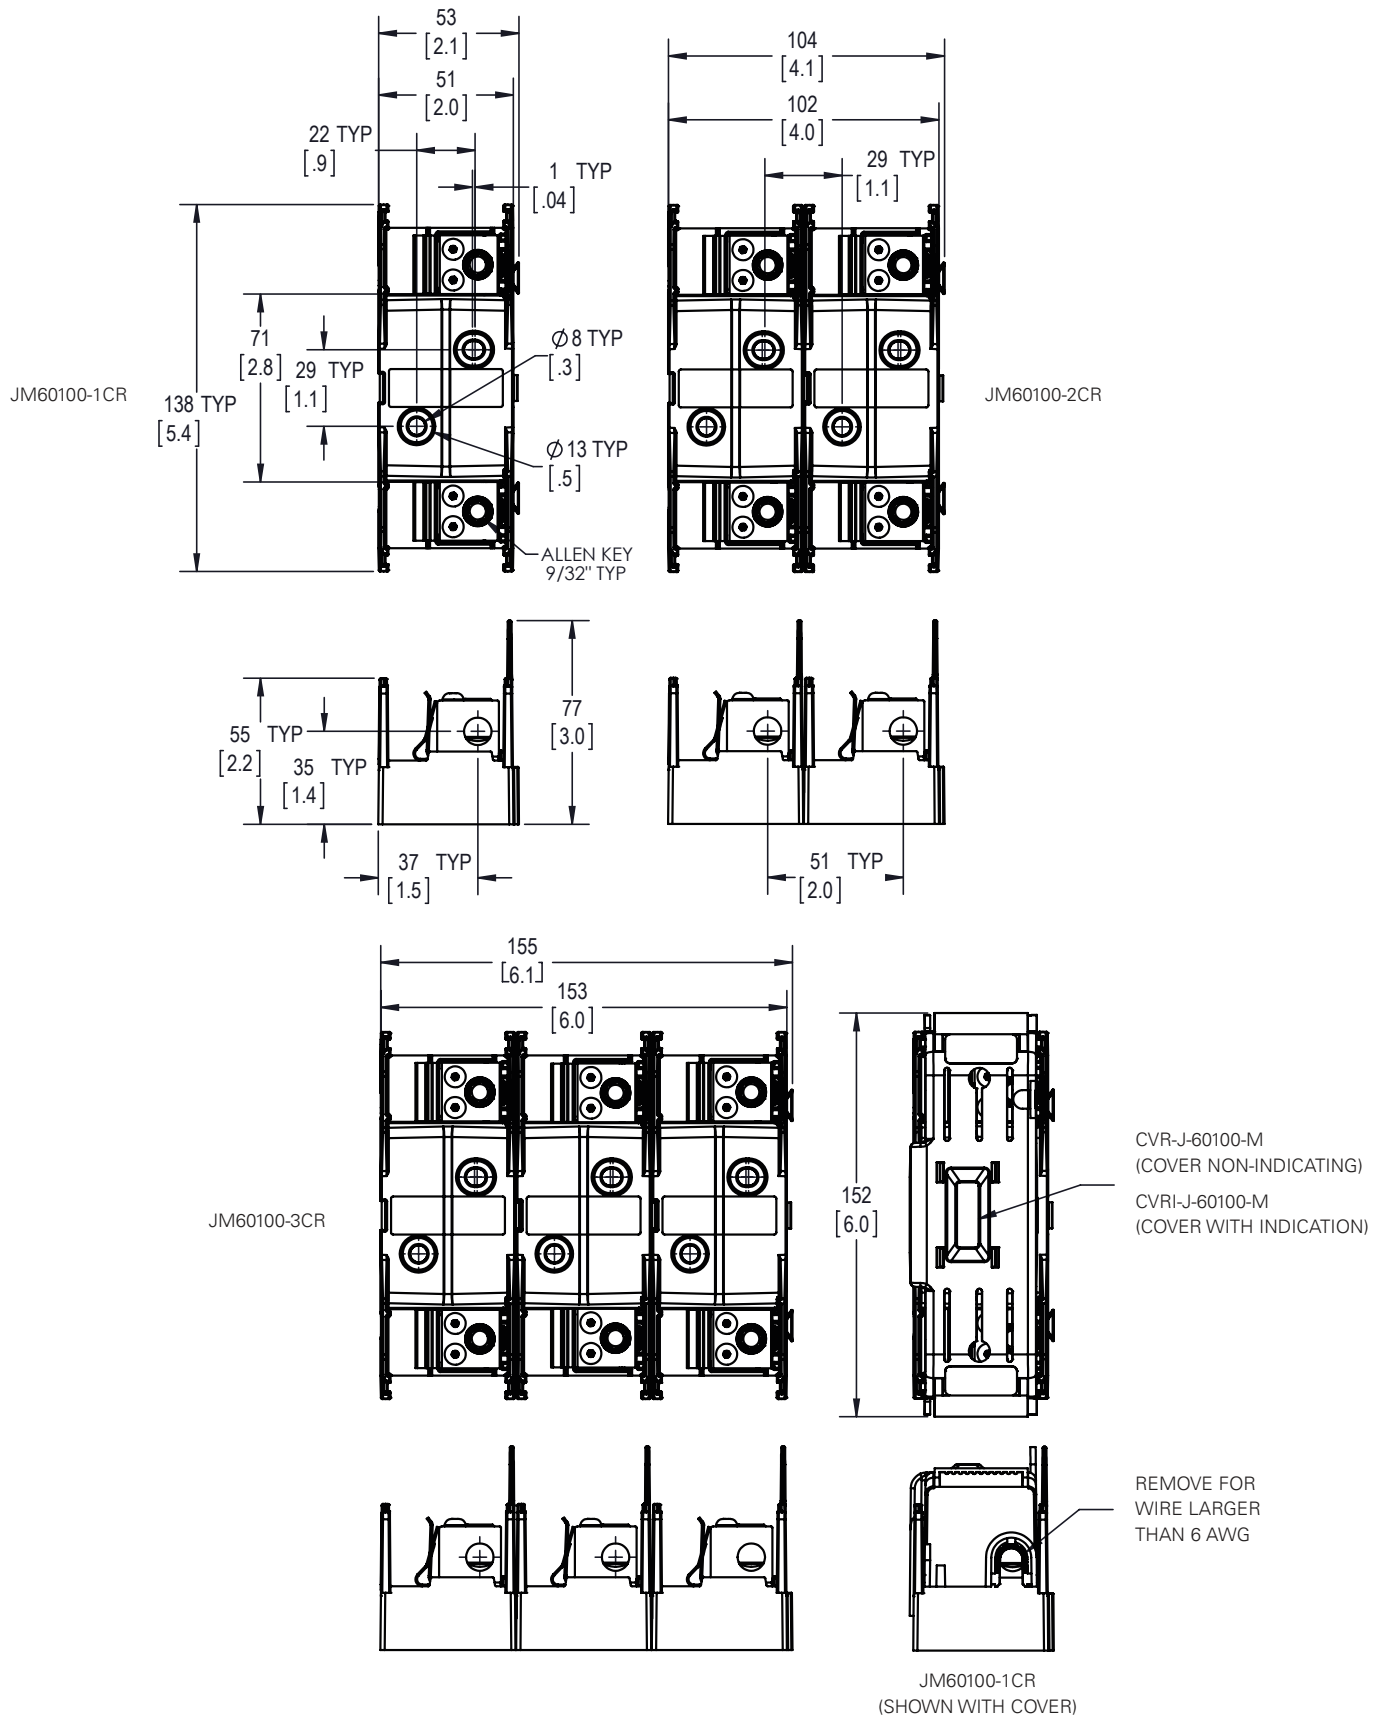 53
[2.1]
51
[2.0]
22 TYP
[.9]
1 TYP
[.04]
104
[4.1]
102
[4.0]
29 TYP
[1.1]
71
[2.8]
29 TYP
[1.1]
138 TYP
[5.4]
Ø8 TYP
[.3]
Ø13 TYP
[.5]
ALLEN KEY
9/32" TYP
JM60100-1CR
JM60100-2CR
55 TYP
[2.2]
35 TYP
[1.4]
77
[3.0]
37 TYP
[1.5]
51 TYP
[2.0]
155
[6.1]
153
[6.0]
JM60100-3CR
152
[6.0]
CVR-J-60100-M
(COVER NON-INDICATING)
CVRI-J-60100-M
(COVER WITH INDICATION)
REMOVE FOR
WIRE LARGER
THAN 6 AWG
JM60100-1CR
(SHOWN WITH COVER)